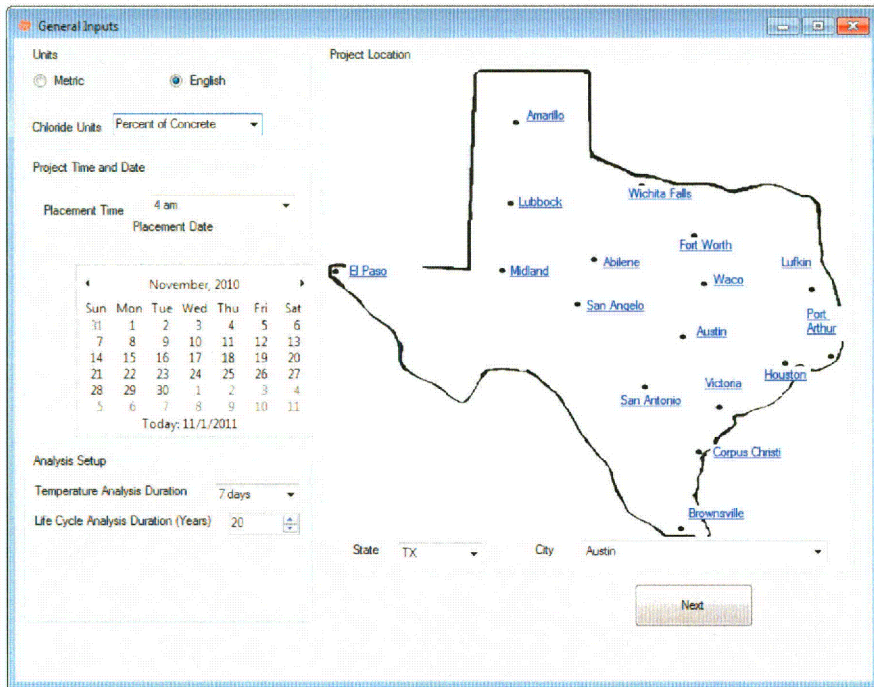 General Inputs
Units
Metric
English
Chloride Units
Percent of Concrete
Project Time and Date
Placement Time
4 am
Placement Date
November, 2010
Sun Mon Tue Wed Thu Fri Sat
31 1 2 3 4 5 6
7 8 9 10 11 12 13
14 15 16 17 18 19 20
21 22 23 24 25 26 27
28 29 30 1 2 3 4
5 6 7 8 9 10 11
Today: 11/1/2011
Analysis Setup
Temperature Analysis Duration
7 days
Life Cycle Analysis Duration (Years)
20
Project Location
Amarillo
Wichita Falls
Lubbock
Fort Worth
El Paso
Midland
Abilene
Lufkin
Waco
San Angelo
Port
Arthur
Austin
Houston
Victoria
San Antonio
Corpus Christi
Brownsville
State
TX
City
Austin
Next